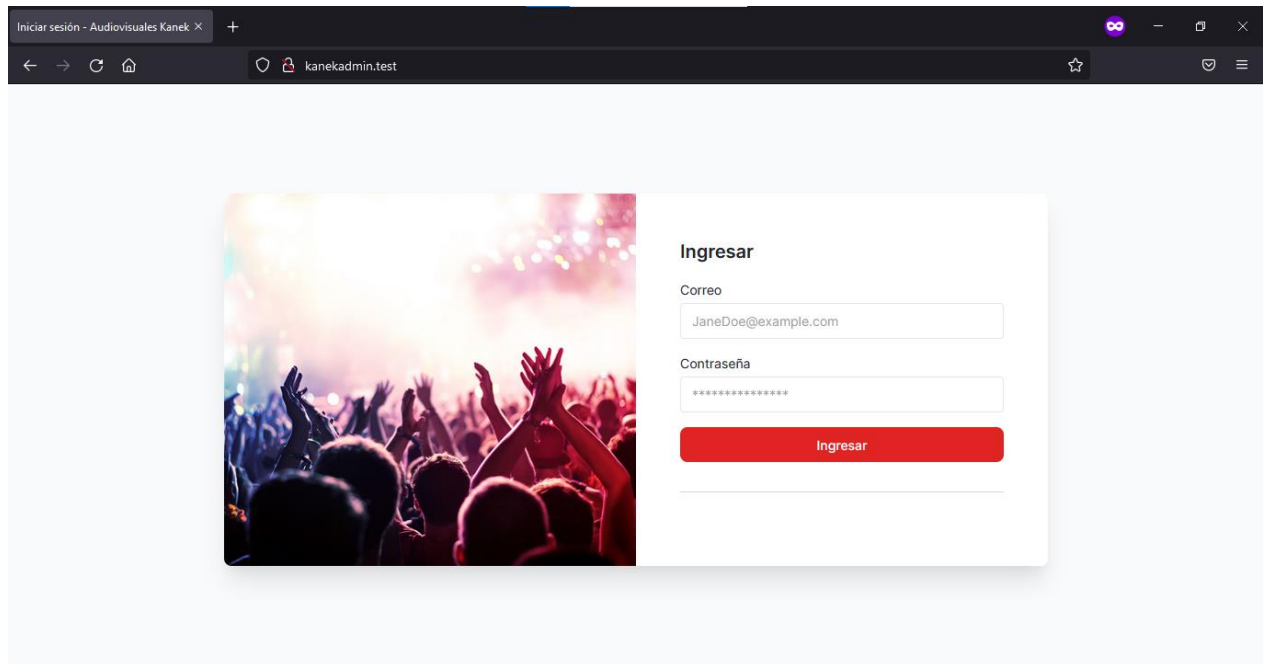 Iniciar sesión - Audiovisuales Kanek
kanekadmin.test
Ingresar
Correo
JaneDoe@example.com
Contraseña
***************
Ingresar